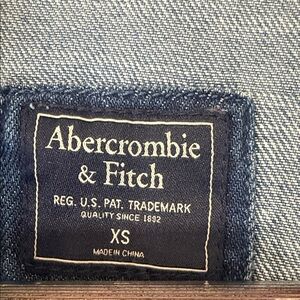 Abercrombie
& Fitch
REG. U.S. PAT. TRADEMARK
QUALITY SINCE 1892
XS
MADE IN CHINA